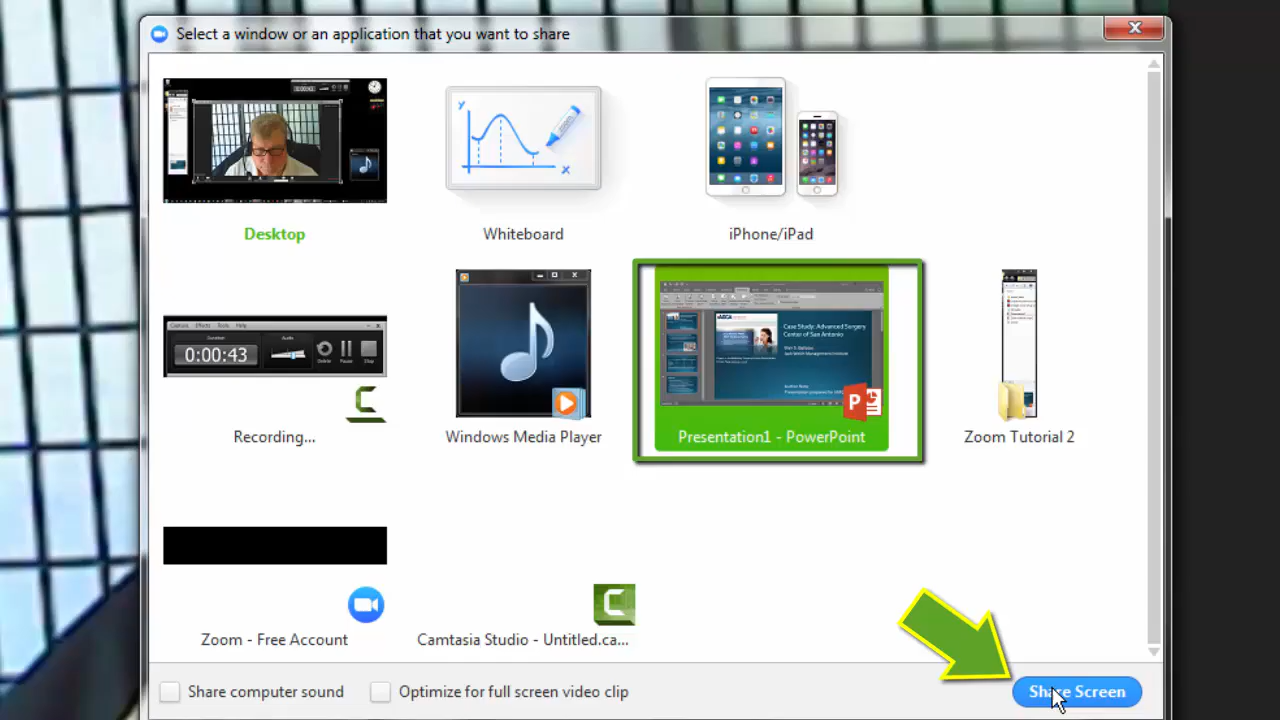 Select a window or an application that you want to share
Desktop
Whiteboard
iPhone/iPad
0:00:43
Case Study: Advanced Surgery
Center of San Antonio
Recording...
Windows Media Player
Presentation1 - PowerPoint
Zoom Tutorial 2
Zoom - Free Account
Camtasia Studio - Untitled.ca...
Share computer sound
Optimize for full screen video clip
Share Screen